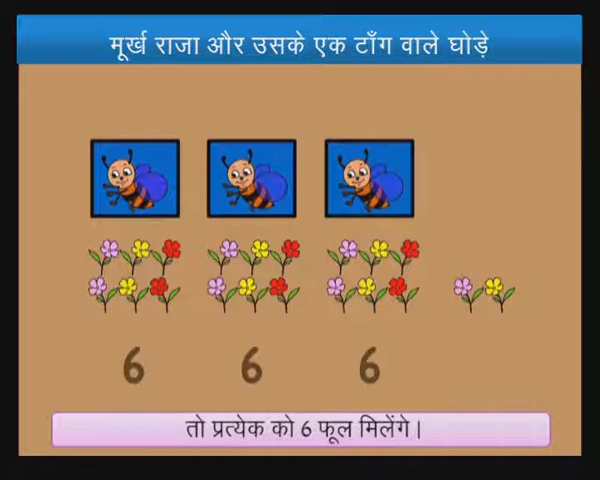 मूर्ख राजा और उसके एक टाँग वाले घोड़े
6 6 6
तो प्रत्येक को 6 फूल मिलेंगे।